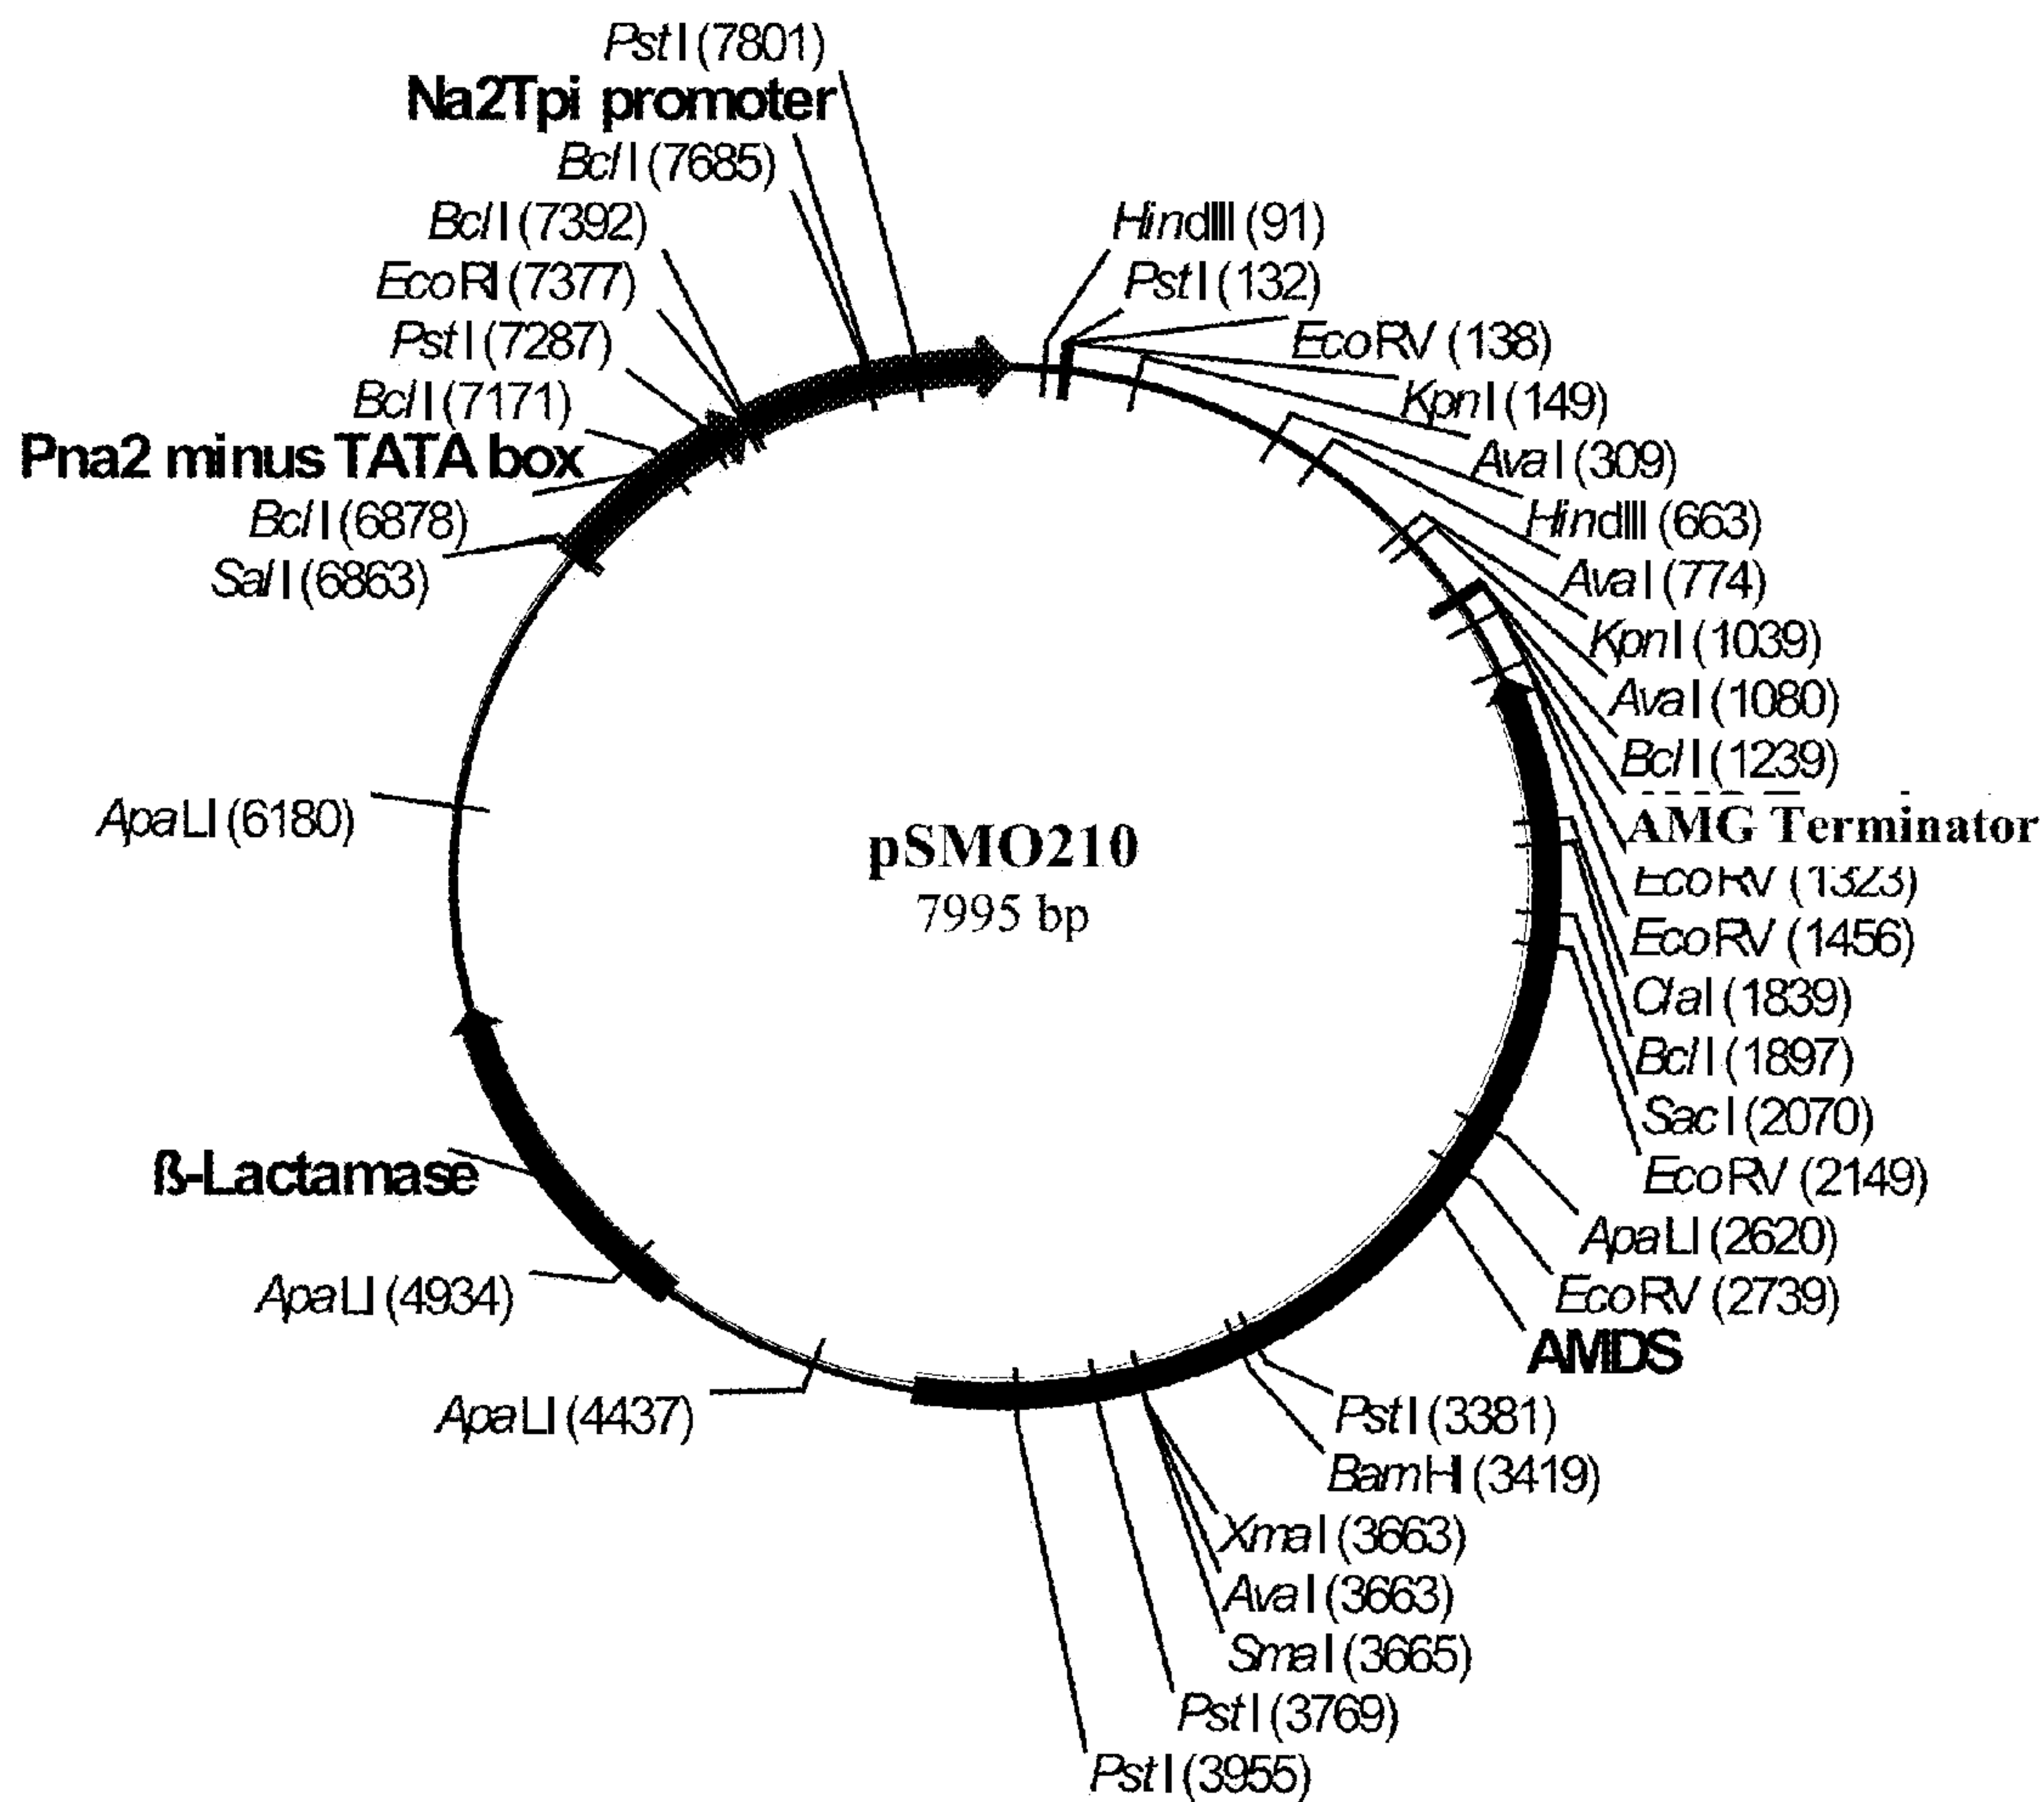 PstI (7801)
Na2Tpi promoter
BclI (7685)
BclI (7392)
EcoRI (7377)
PstI (7287)
BclI (7171)
Pna2 minus TATA box
BclI (6878)
SalI (6863)
ApaLI (6180)
ß-Lactamase
ApaLI (4934)
ApaLI (4437)
pSMO210
7995 bp
HindIII (91)
PstI (132)
EcoRV (138)
KpnI (149)
AvaI (309)
HindIII (663)
AvaI (774)
KpnI (1039)
AvaI (1080)
BclI (1239)
AMG Terminator
EcoRV (1323)
EcoRV (1456)
ClaI (1839)
BclI (1897)
SacI (2070)
EcoRV (2149)
ApaLI (2620)
EcoRV (2739)
AMDS
PstI (3381)
BamHI (3419)
XmaI (3663)
AvaI (3663)
SmaI (3665)
PstI (3769)
PstI (3955)